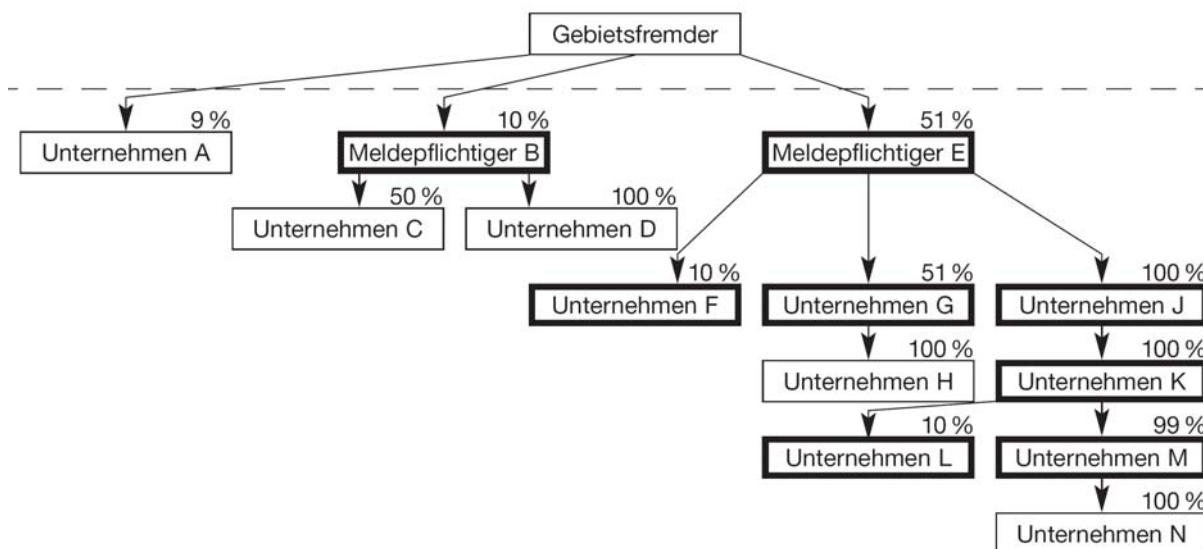 Gebietsfremder
9 %
10 %
51 %
Unternehmen A
Meldepflichtiger B
Meldepflichtiger E
50 %
100 %
Unternehmen C
Unternehmen D
10 %
51 %
100 %
Unternehmen F
Unternehmen G
Unternehmen J
100 %
100 %
Unternehmen H
Unternehmen K
10 %
99 %
Unternehmen L
Unternehmen M
100 %
Unternehmen N